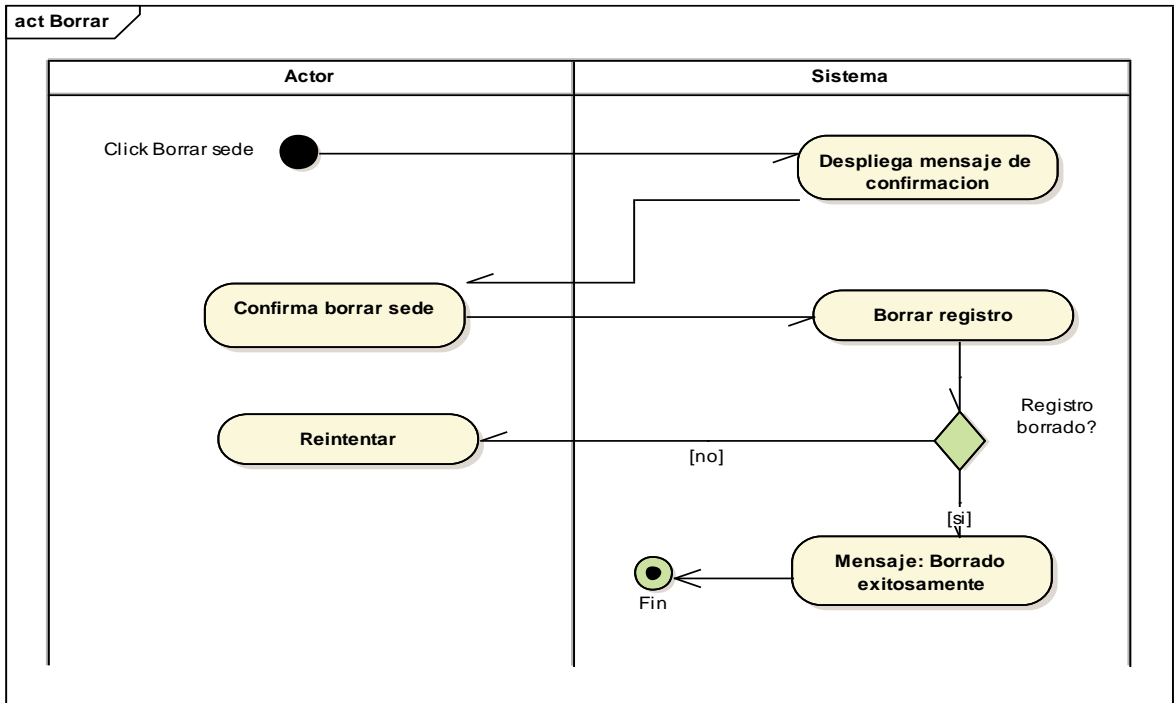 act Borrar
Actor
Sistema
Click Borrar sede
Despliega mensaje de
confirmacion
Confirma borrar sede
Borrar registro
Registro
borrado?
Reintentar
[no]
[si]
Mensaje: Borrado
exitosamente
Fin